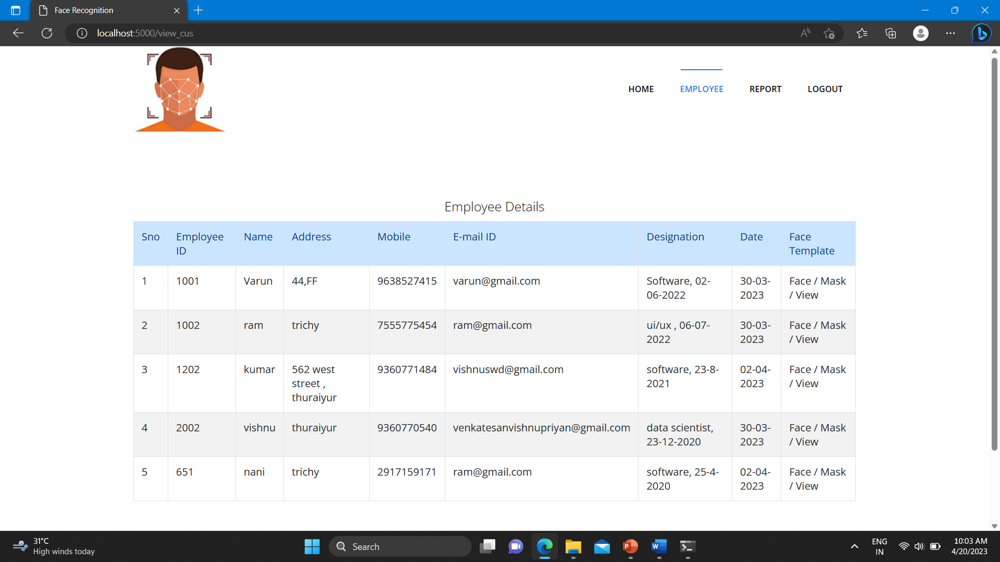 Face Recognition
localhost:5000/view_cus
HOME EMPLOYEE REPORT LOGOUT
Employee Details
Sno Employee ID Name Address Mobile E-mail ID Designation Date Face Template
1 1001 Varun 44,FF 9638527415 varun@gmail.com Software, 02-06-2022 30-03-2023 Face / Mask / View
2 1002 ram trichy 7555775454 ram@gmail.com ui/ux , 06-07-2022 30-03-2023 Face / Mask / View
3 1202 kumar 562 west street , thuraiyur 9360771484 vishnuswd@gmail.com software, 23-8-2021 02-04-2023 Face / Mask / View
4 2002 vishnu thuraiyur 9360770540 venkatesanvishnupriyan@gmail.com data scientist, 23-12-2020 30-03-2023 Face / Mask / View
5 651 nani trichy 2917159171 ram@gmail.com software, 25-4-2020 02-04-2023 Face / Mask / View
31°C
High winds today
Search
ENG
IN
10:03 AM
4/20/2023